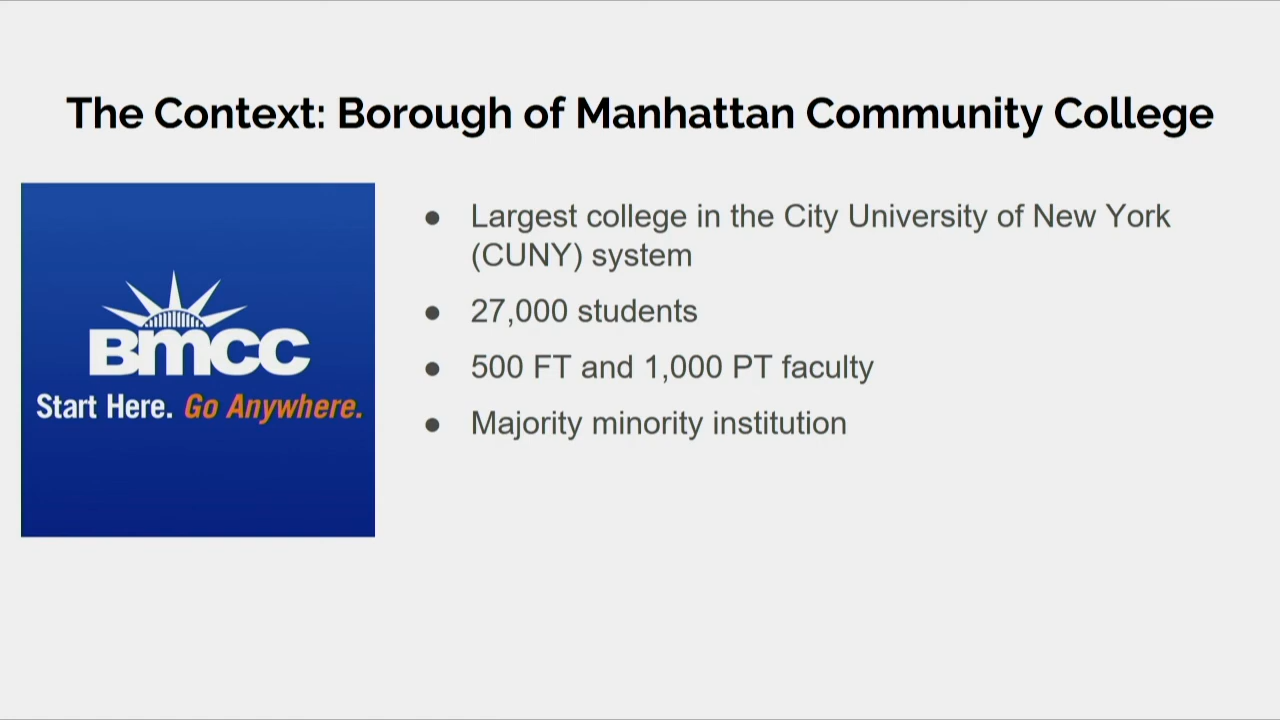 The Context: Borough of Manhattan Community College
BMCC
Start Here. Go Anywhere.
● Largest college in the City University of New York
(CUNY) system
● 27,000 students
● 500 FT and 1,000 PT faculty
● Majority minority institution